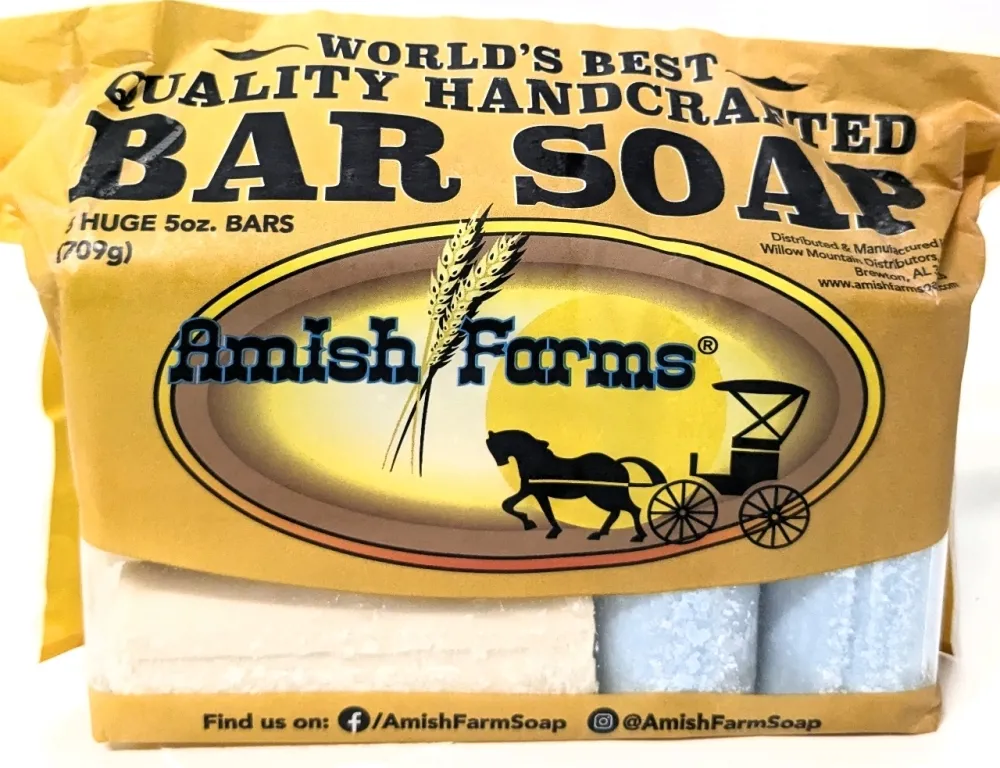 WORLD'S BEST
QUALITY HANDCRAFTED
BAR SOAP
HUGE 5oz. BARS
(709g)
Distributed & Manufactured
Willow Mountain Distributors,
Brewton, AL
Amish Farms®
Find us on: /AmishFarmSoap @AmishFarmSoap